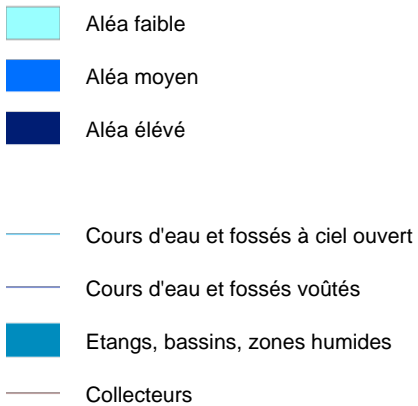 Aléa faible
Aléa moyen
Aléa élévé
Cours d'eau et fossés à ciel ouvert
Cours d'eau et fossés voûtés
Etangs, bassins, zones humides
Collecteurs